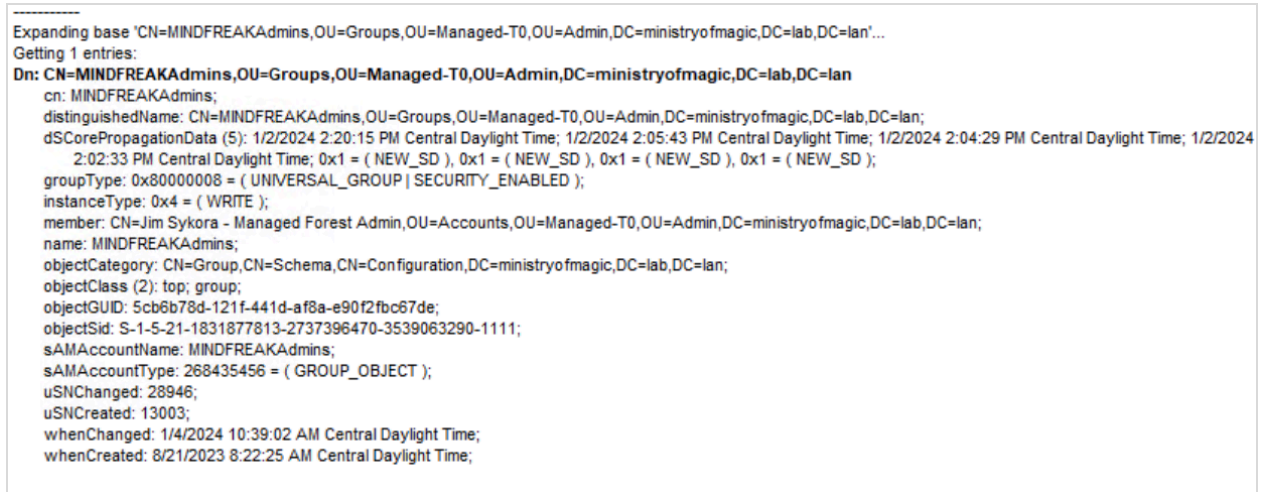 -----------
Expanding base 'CN=MINDFREAKAdmins,OU=Groups,OU=Managed-T0,OU=Admin,DC=ministryofmagic,DC=lab,DC=lan'...
Getting 1 entries:
Dn: CN=MINDFREAKAdmins,OU=Groups,OU=Managed-T0,OU=Admin,DC=ministryofmagic,DC=lab,DC=lan
cn: MINDFREAKAdmins;
distinguishedName: CN=MINDFREAKAdmins,OU=Groups,OU=Managed-T0,OU=Admin,DC=ministryofmagic,DC=lab,DC=lan;
dSCorePropagationData (5): 1/2/2024 2:20:15 PM Central Daylight Time; 1/2/2024 2:05:43 PM Central Daylight Time; 1/2/2024 2:04:29 PM Central Daylight Time; 1/2/2024
2:02:33 PM Central Daylight Time; 0x1 = ( NEW_SD ), 0x1 = ( NEW_SD ), 0x1 = ( NEW_SD ), 0x1 = ( NEW_SD );
groupType: 0x80000008 = ( UNIVERSAL_GROUP | SECURITY_ENABLED );
instanceType: 0x4 = ( WRITE );
member: CN=Jim Sykora - Managed Forest Admin,OU=Accounts,OU=Managed-T0,OU=Admin,DC=ministryofmagic,DC=lab,DC=lan;
name: MINDFREAKAdmins;
objectCategory: CN=Group,CN=Schema,CN=Configuration,DC=ministryofmagic,DC=lab,DC=lan;
objectClass (2): top; group;
objectGUID: 5cb6b78d-121f-441d-af8a-e90f2fbc67de;
objectSid: S-1-5-21-1831877813-2737396470-3539063290-1111;
sAMAccountName: MINDFREAKAdmins;
sAMAccountType: 268435456 = ( GROUP_OBJECT );
uSNChanged: 28946;
uSNCreated: 13003;
whenChanged: 1/4/2024 10:39:02 AM Central Daylight Time;
whenCreated: 8/21/2023 8:22:25 AM Central Daylight Time;